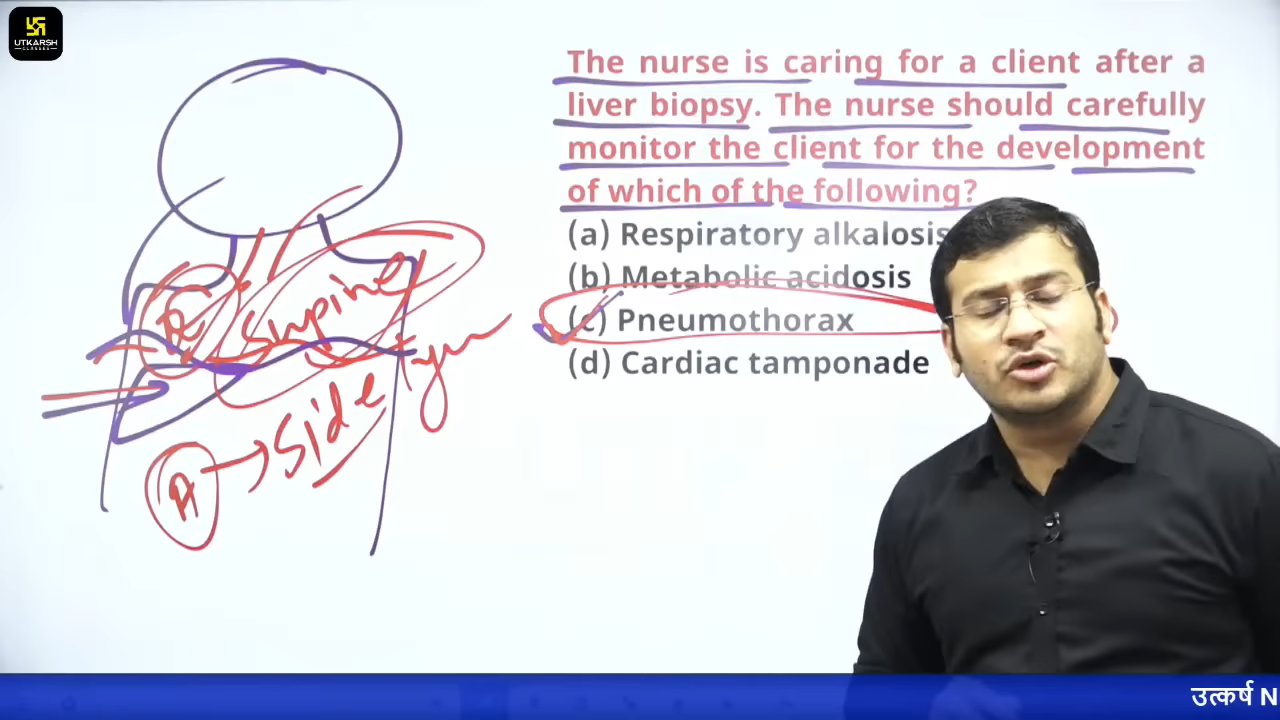 UTKARSH
CLASSES
The nurse is caring for a client after a
liver biopsy. The nurse should carefully
monitor the client for the development
of which of the following?
(a) Respiratory alkalosis
(b) Metabolic acidosis
(c) Pneumothorax
(d) Cardiac tamponade
Supine
Side
उत्कर्ष N